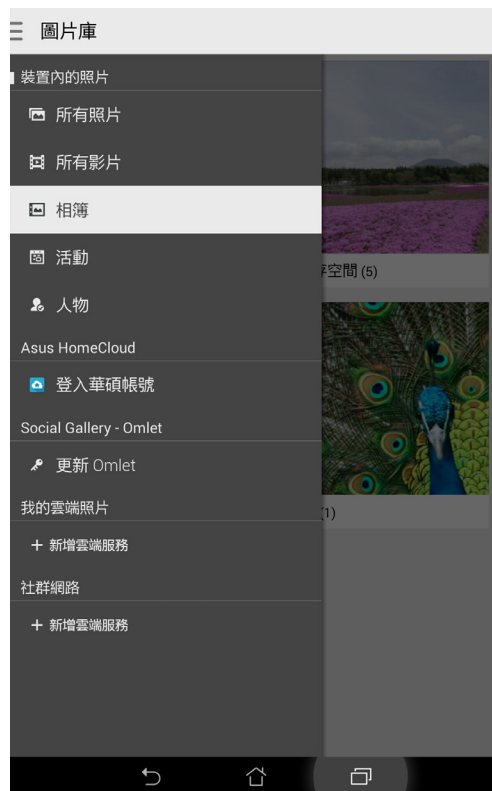 圖片庫
裝置內的照片
所有照片
所有影片
相簿
活動
存空間 (5)
人物
Asus HomeCloud
登入華碩帳號
Social Gallery - Omlet
更新 Omlet
我的雲端照片
(1)
+ 新增雲端服務
社群網路
+ 新增雲端服務